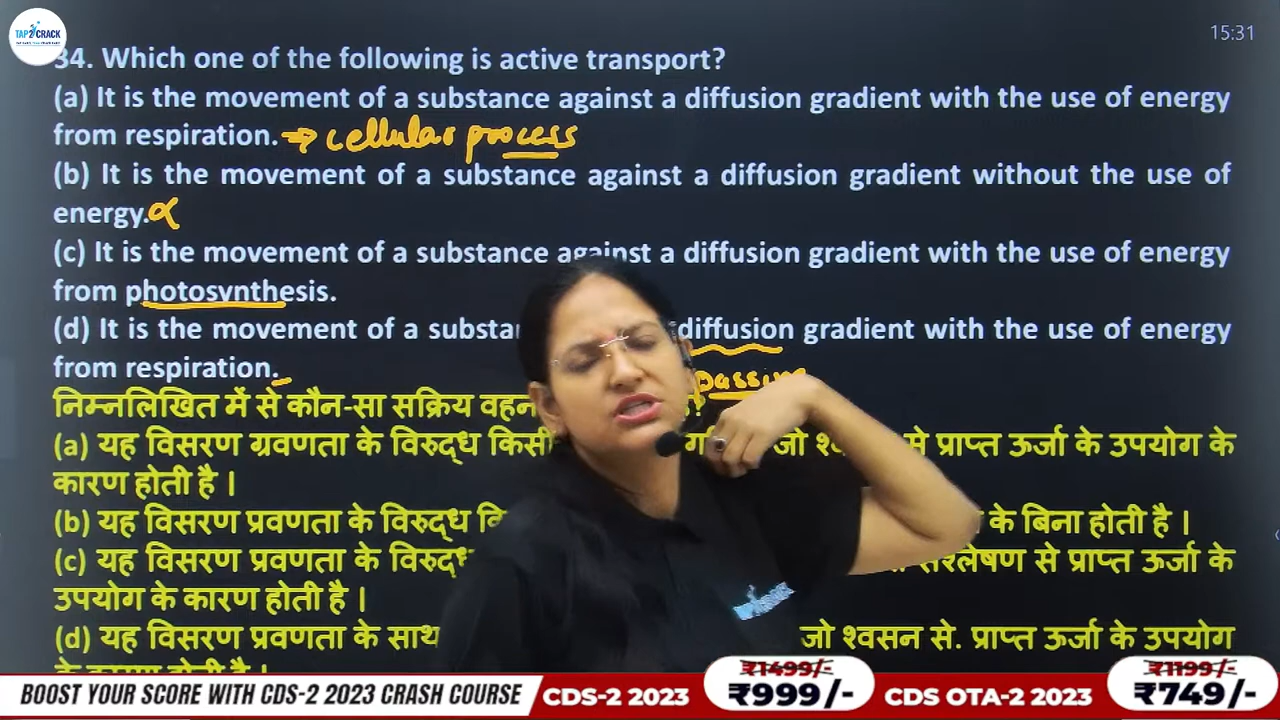 TAP2CRACK
15:31
34. Which one of the following is active transport?
(a) It is the movement of a substance against a diffusion gradient with the use of energy
from respiration. → cellular process
(b) It is the movement of a substance against a diffusion gradient without the use of
energy.
(c) It is the movement of a substance against a diffusion gradient with the use of energy
from photosynthesis.
(d) It is the movement of a diffusion gradient with the use of energy
from respiration.
निम्नलिखित में से कौन-सा सक्रिय वहन ?
(a) यह विसरण ग्रवणता के विरुद्ध किसी जो से प्राप्त ऊर्जा के उपयोग के
कारण होती है ।
(b) यह विसरण प्रवणता के विरुद्ध के बिना होती है ।
(c) यह विसरण प्रवणता के विरुद्ध से प्राप्त ऊर्जा के
उपयोग के कारण होती है ।
(d) यह विसरण प्रवणता के साथ जो श्वसन से. प्राप्त ऊर्जा के उपयोग
BOOST YOUR SCORE WITH CDS-2 2023 CRASH COURSE CDS-2 2023 ₹1499/- ₹999/- CDS OTA-2 2023 ₹1199/- ₹749/-